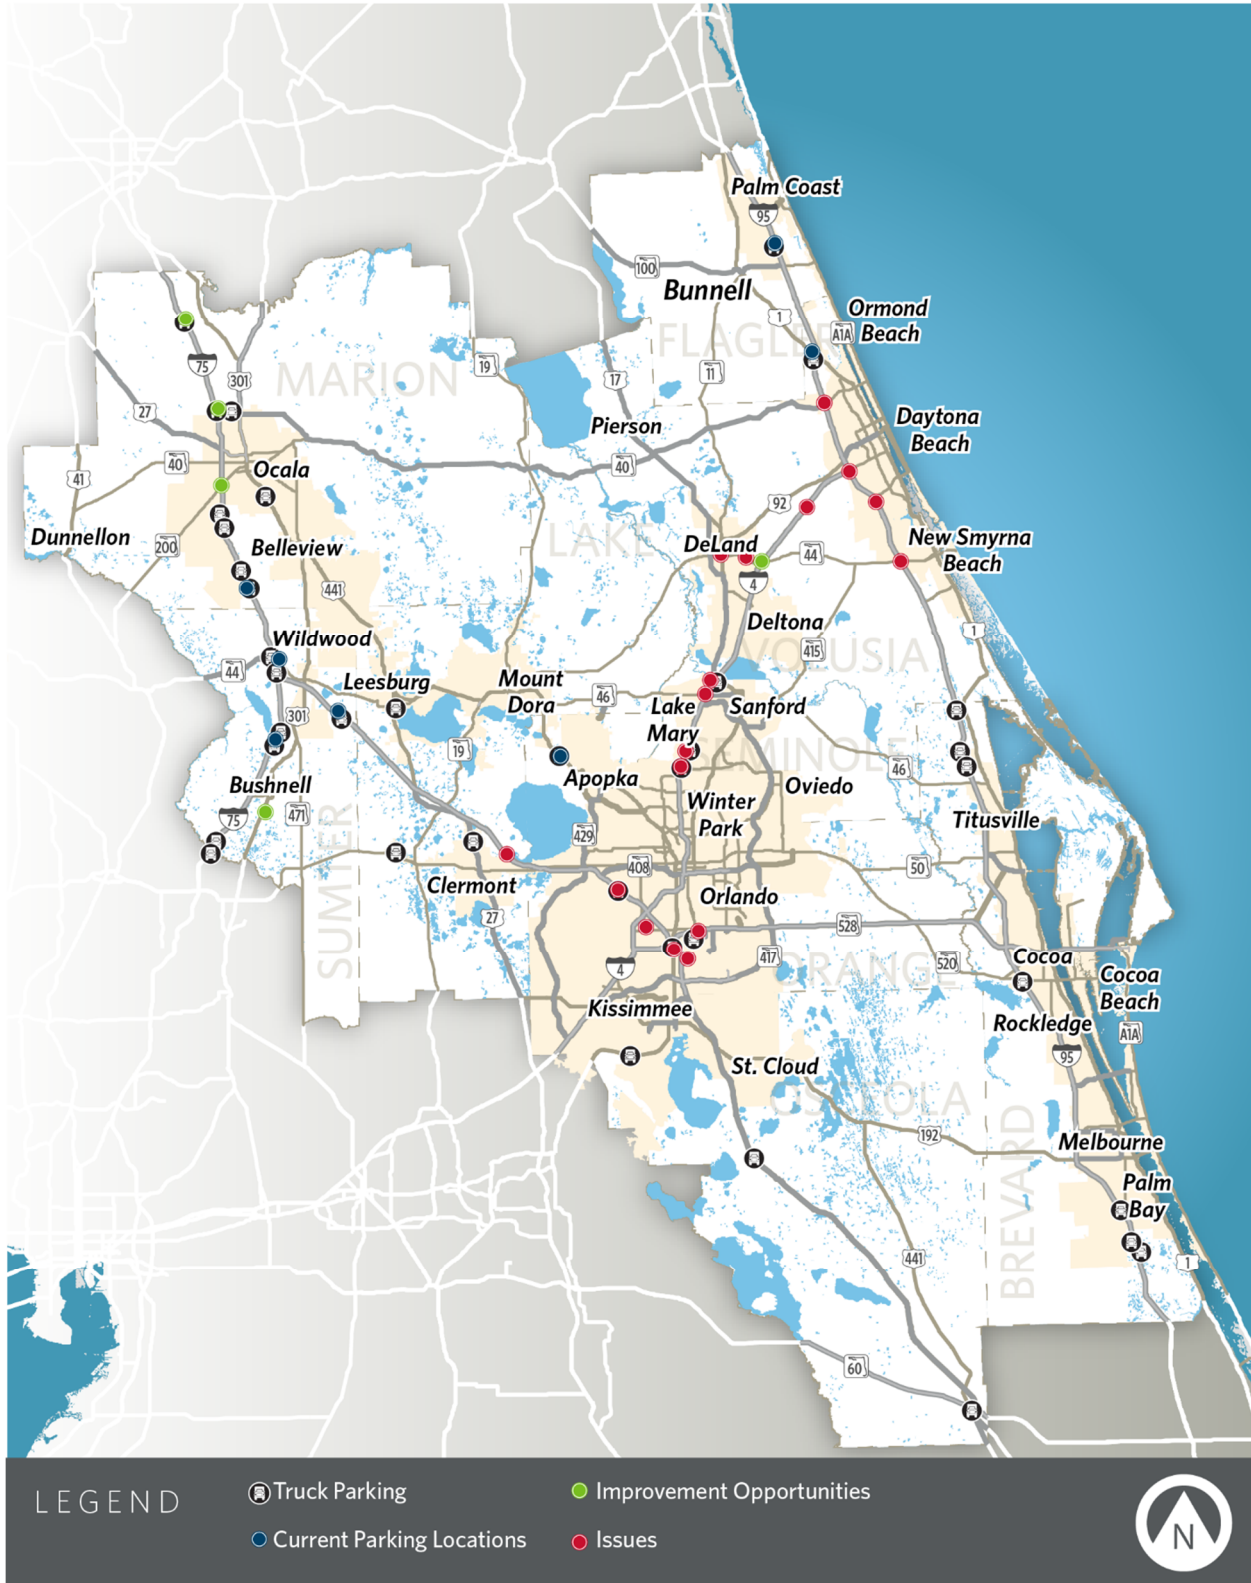 Palm Coast
95
100
Bunnell
1
Ormond
Beach
A1A
FLAGLER
75
301
MARION
19
17
11
27
Pierson
Daytona
Beach
40
Ocala
40
41
92
Dunnellon
200
Belleview
LAKE
DeLand
44
New Smyrna
Beach
4
441
Deltona
1
Wildwood
415
VOLUSIA
44
Leesburg
Mount
Dora
46
Lake
Mary
Sanford
301
19
SEMINOLE
46
Bushnell
Apopka
Oviedo
75
471
Winter
Park
Titusville
429
408
50
SUMTER
Clermont
Orlando
27
528
4
417
ORANGE
520
Cocoa
Cocoa
Beach
Kissimmee
Rockledge
A1A
95
St. Cloud
OSCEOLA
192
Melbourne
BREVARD
Palm
Bay
441
1
60
LEGEND
Truck Parking
Improvement Opportunities
Current Parking Locations
Issues
N